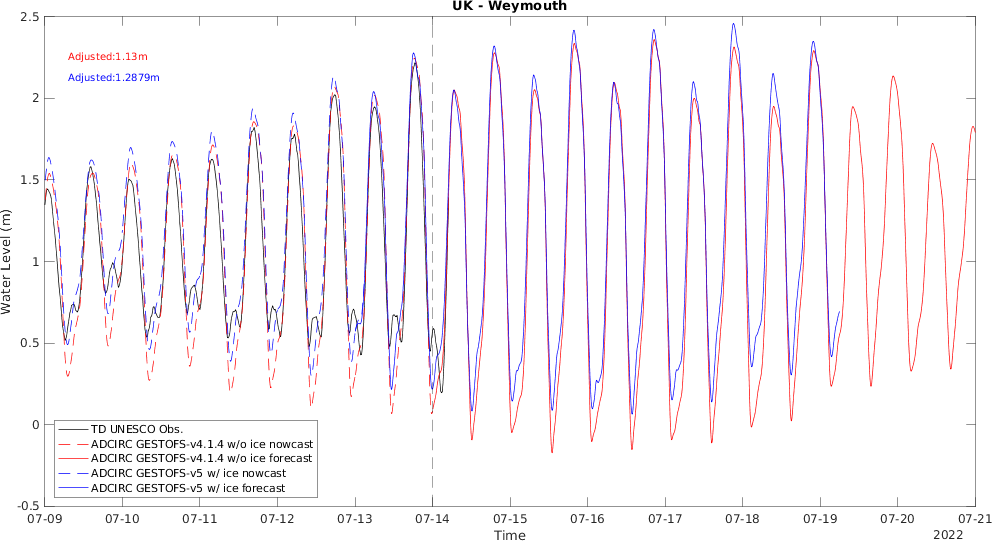 UK - Weymouth
2.5
2
1.5
1
0.5
0
-0.5
Water Level (m)
Adjusted:1.13m
Adjusted:1.2879m
TD UNESCO Obs.
ADCIRC GESTOFS-v4.1.4 w/o ice nowcast
ADCIRC GESTOFS-v4.1.4 w/o ice forecast
ADCIRC GESTOFS-v5 w/ ice nowcast
ADCIRC GESTOFS-v5 w/ ice forecast
07-09 07-10 07-11 07-12 07-13 07-14 07-15 07-16 07-17 07-18 07-19 07-20 07-21
Time
2022